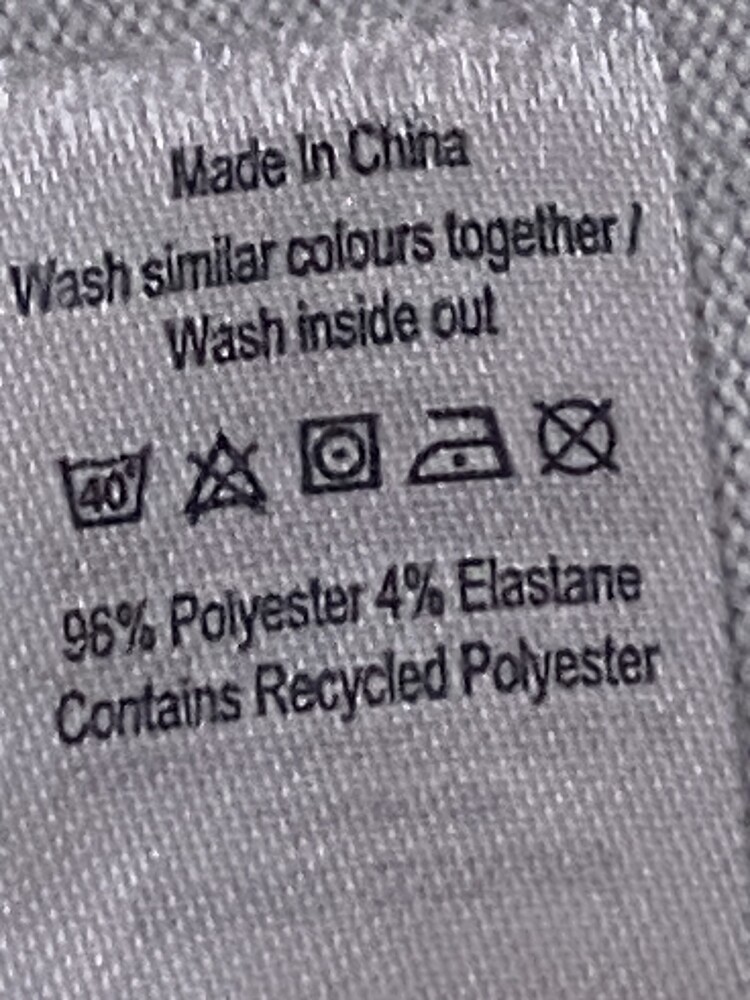 Made In China
Wash similar colours together /
Wash inside out
40°
96% Polyester 4% Elastane
Contains Recycled Polyester